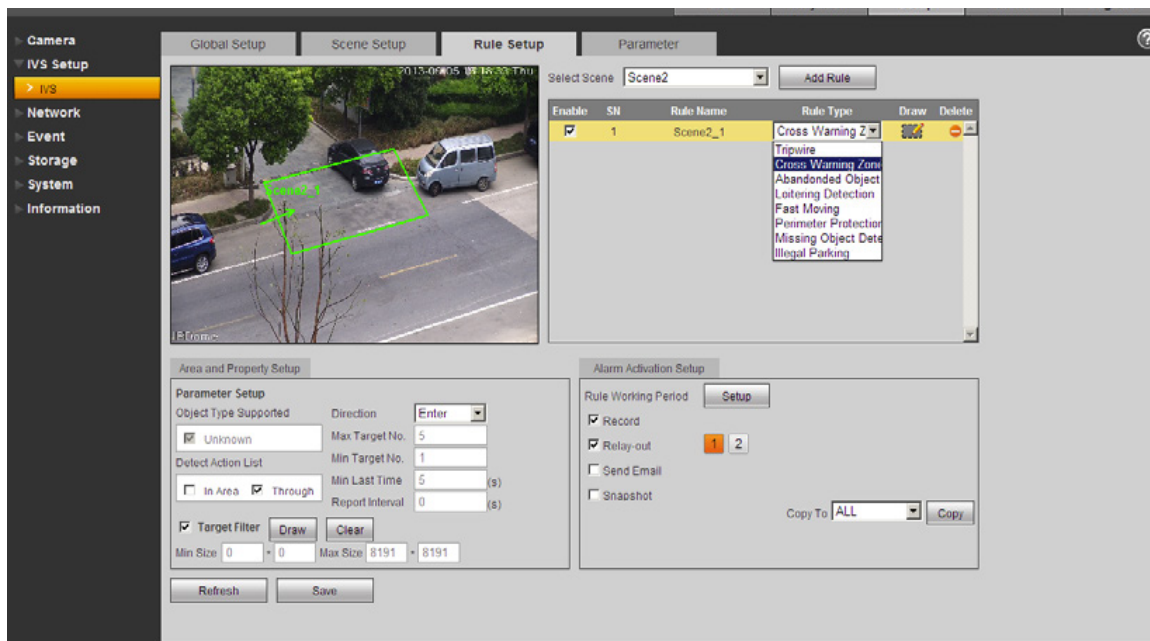 Camera
IVS Setup
IVS
Network
Event
Storage
System
Information
Global Setup
Scene Setup
Rule Setup
Parameter
Select Scene Scene2 Add Rule
Enable SN Rule Name Rule Type Draw Delete
1 Scene2_1 Cross Warning Z
Tripwire
Cross Warning Zone
Abandonded Object
Loitering Detection
Fast Moving
Perimeter Protection
Missing Object Dete
Illegal Parking
Scene2_1
Area and Property Setup
Parameter Setup
Object Type Supported
Unknown
Detect Action List
In Area Through
Direction Enter
Max Target No. 5
Min Target No. 1
Min Last Time 5 (s)
Report Interval 0 (s)
Target Filter Draw Clear
Min Size 0 * 0 Max Size 8191 * 8191
Refresh Save
Alarm Activation Setup
Rule Working Period Setup
Record
Relay-out 1 2
Send Email
Snapshot
Copy To ALL Copy